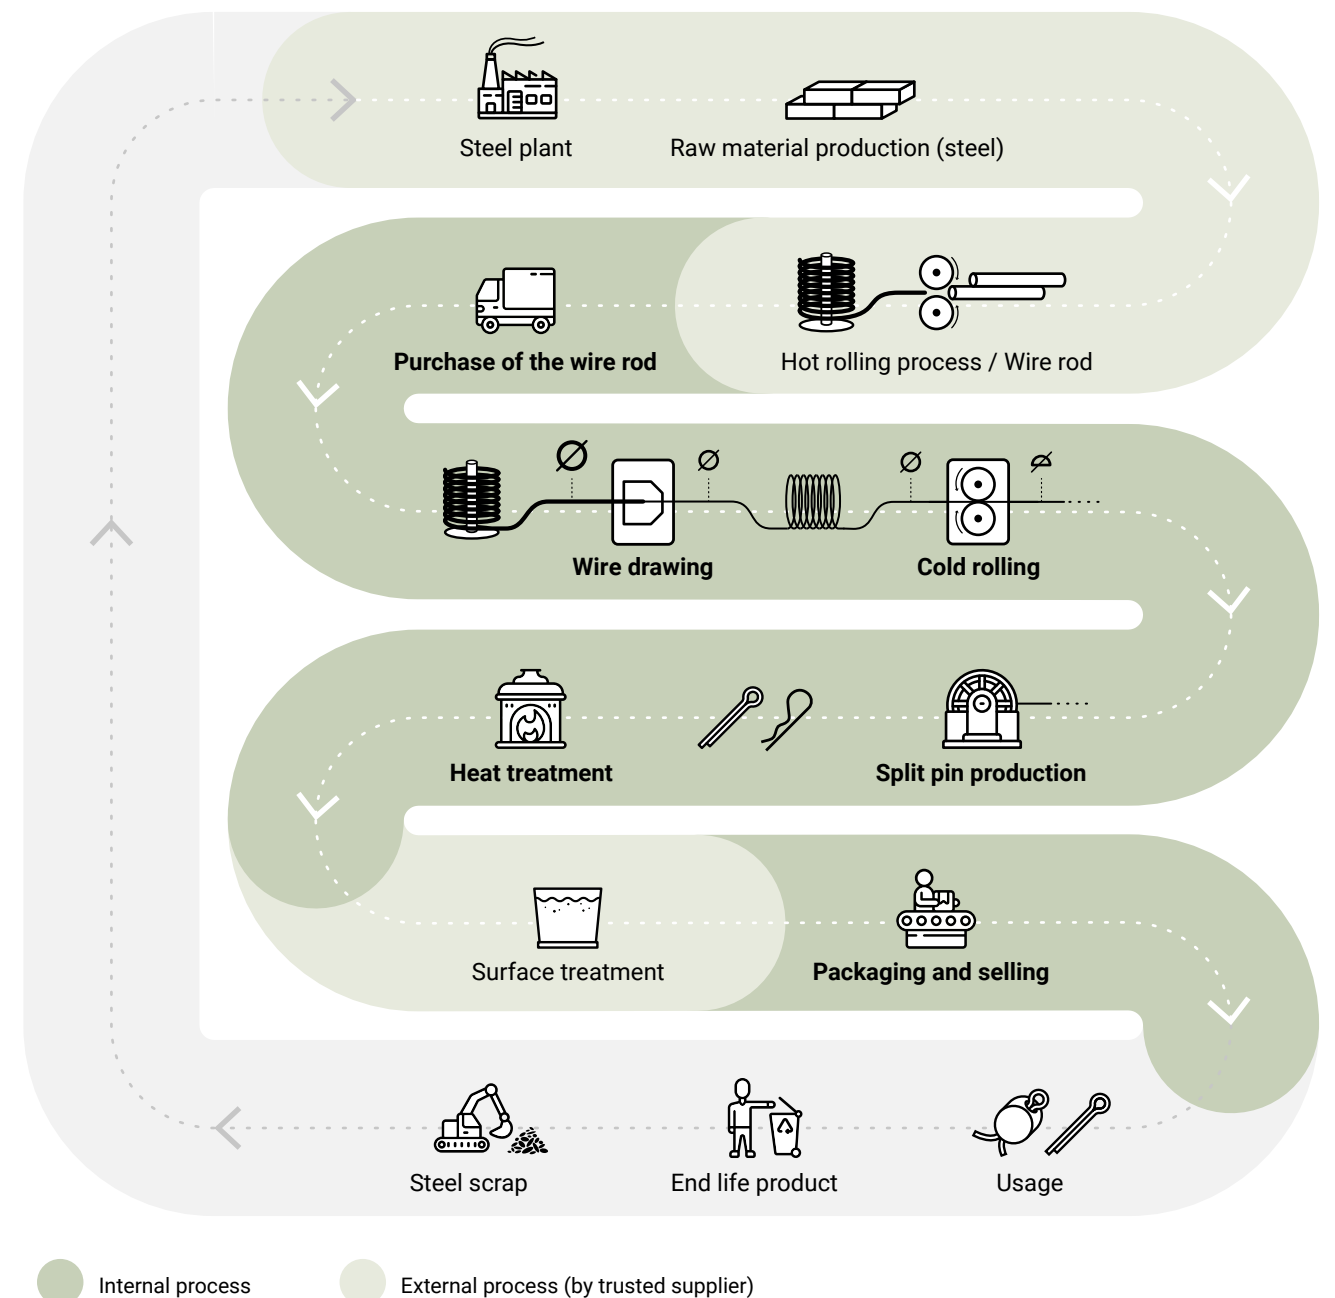 Steel plant
Raw material production (steel)
Purchase of the wire rod
Hot rolling process / Wire rod
Wire drawing
Cold rolling
Heat treatment
Split pin production
Surface treatment
Packaging and selling
Steel scrap
End life product
Usage
Internal process
External process (by trusted supplier)